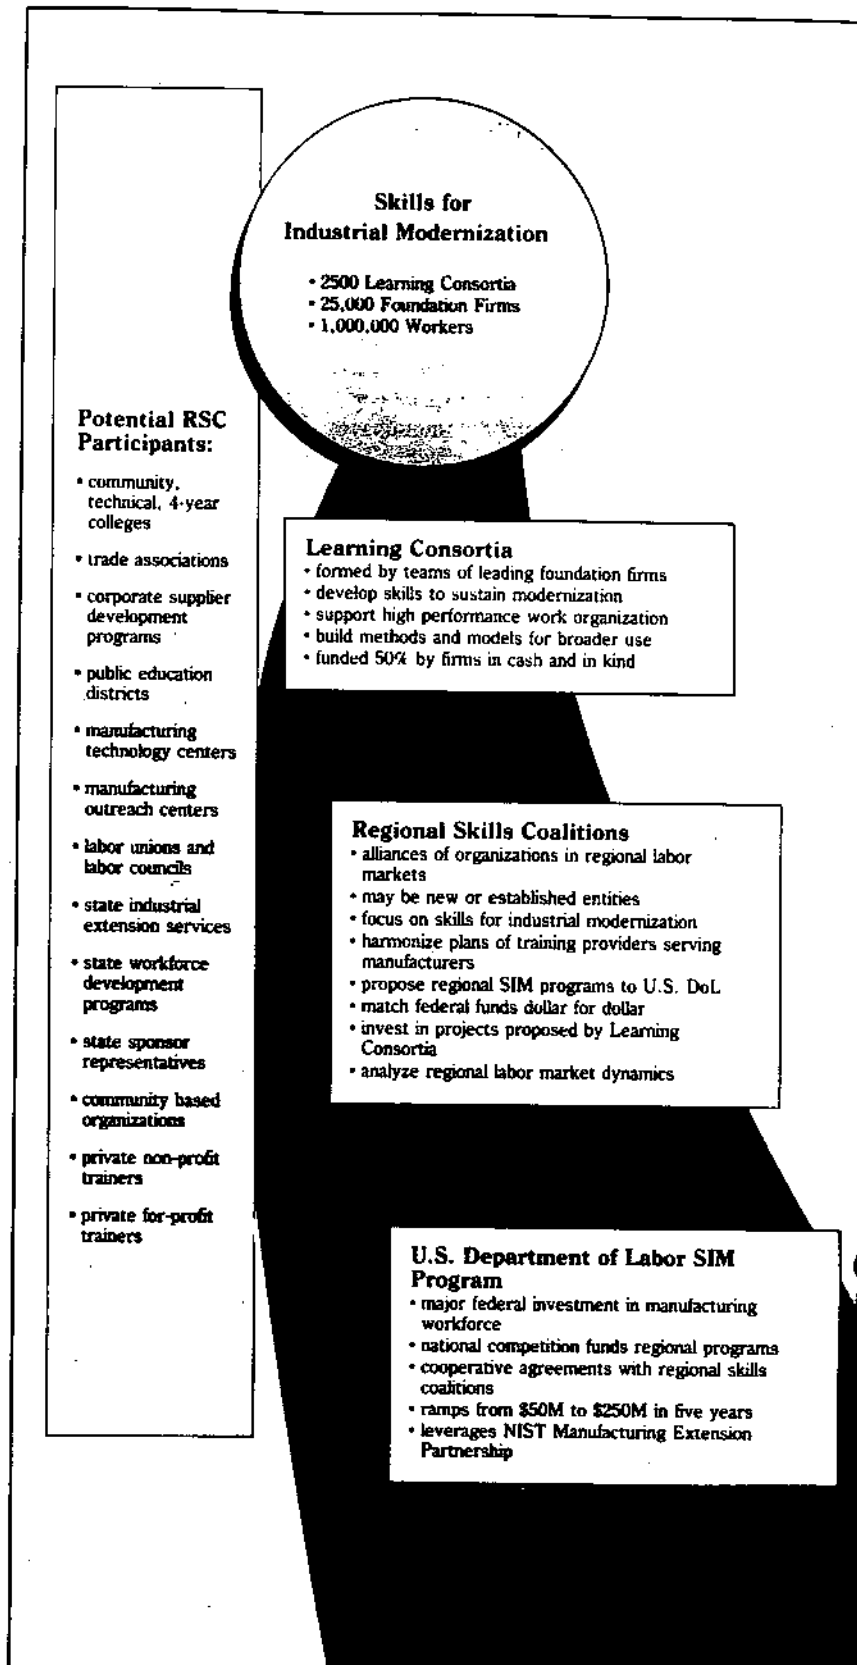 Skills for
Industrial Modernization
• 2500 Learning Consortia
• 25,000 Foundation Firms
• 1,000,000 Workers
Potential RSC
Participants:
• community,
technical, 4-year
colleges
• trade associations
• corporate supplier
development
programs
• public education
districts
• manufacturing
technology centers
• manufacturing
outreach centers
• labor unions and
labor councils
• state industrial
extension services
• state workforce
development
programs
• state sponsor
representatives
• community based
organizations
• private non-profit
trainers
• private for-profit
trainers
Learning Consortia
• formed by teams of leading foundation firms
• develop skills to sustain modernization
• support high performance work organization
• build methods and models for broader use
• funded 50% by firms in cash and in kind
Regional Skills Coalitions
• alliances of organizations in regional labor
markets
• may be new or established entities
• focus on skills for industrial modernization
• harmonize plans of training providers serving
manufacturers
• propose regional SIM programs to U.S. DoL
• match federal funds dollar for dollar
• invest in projects proposed by Learning
Consortia
• analyze regional labor market dynamics
U.S. Department of Labor SIM
Program
• major federal investment in manufacturing
workforce
• national competition funds regional programs
• cooperative agreements with regional skills
coalitions
• ramps from $50M to $250M in five years
• leverages NIST Manufacturing Extension
Partnership